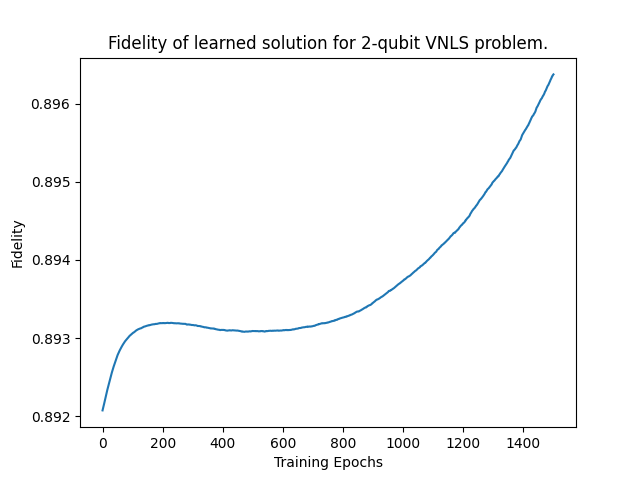 Fidelity of learned solution for 2-qubit VNLS problem.
0.896
0.895
0.894
0.893
0.892
Fidelity
0 200 400 600 800 1000 1200 1400
Training Epochs